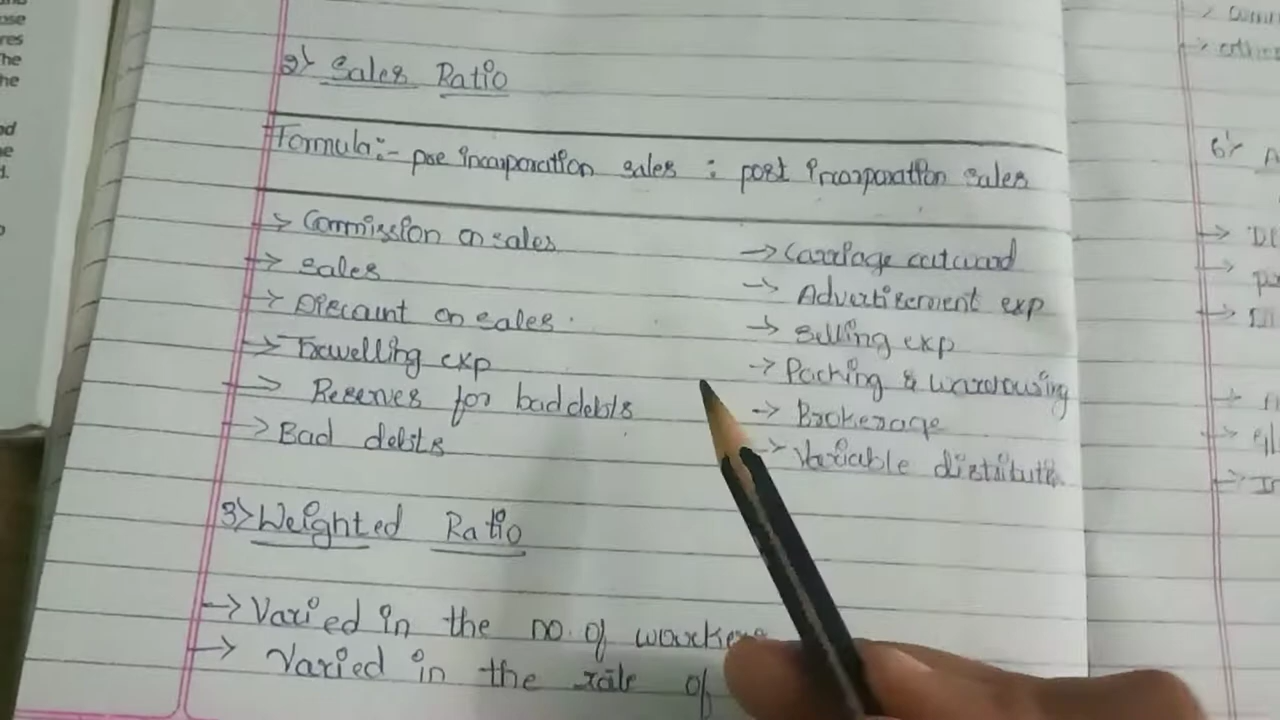 2) Sales Ratio
Formula:- pre incorporation sales : post incorporation sales
-> Commission on sales
-> Sales
-> Discount on sales
-> Travelling exp
-> Reserves for bad debts
-> Bad debts
-> Carriage outward
-> Advertisement exp
-> Selling exp
-> Packing & warehousing
-> Brokerage
-> Variable
3) Weighted Ratio
-> Varied in the no. of workers
-> Varied in the rate of
6) A